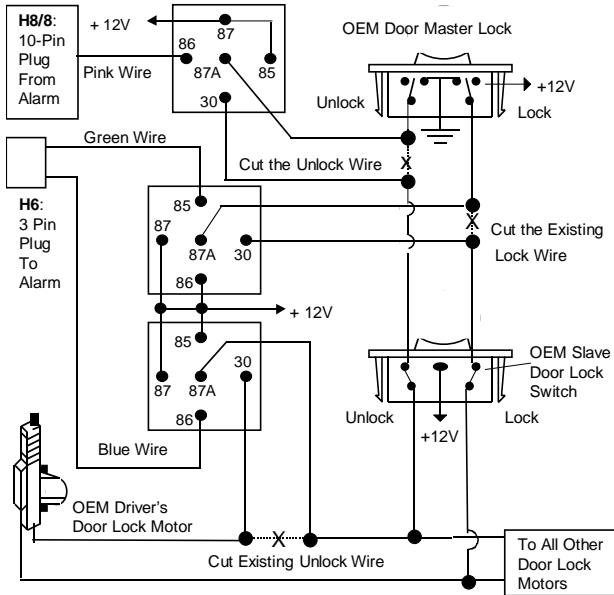 H8/8:
10-Pin
Plug
From
Alarm
+ 12V
87
86
87A
85
30
Pink Wire
OEM Door Master Lock
+12V
Unlock
Lock
Green Wire
Cut the Unlock Wire
X
H6:
3 Pin
Plug
To
Alarm
85
87
87A
30
86
X
Cut the Existing
Lock Wire
+ 12V
85
30
87
87A
86
OEM Slave
Door Lock
Switch
Unlock
Lock
+12V
Blue Wire
OEM Driver's
Door Lock Motor
X
Cut Existing Unlock Wire
To All Other
Door Lock
Motors